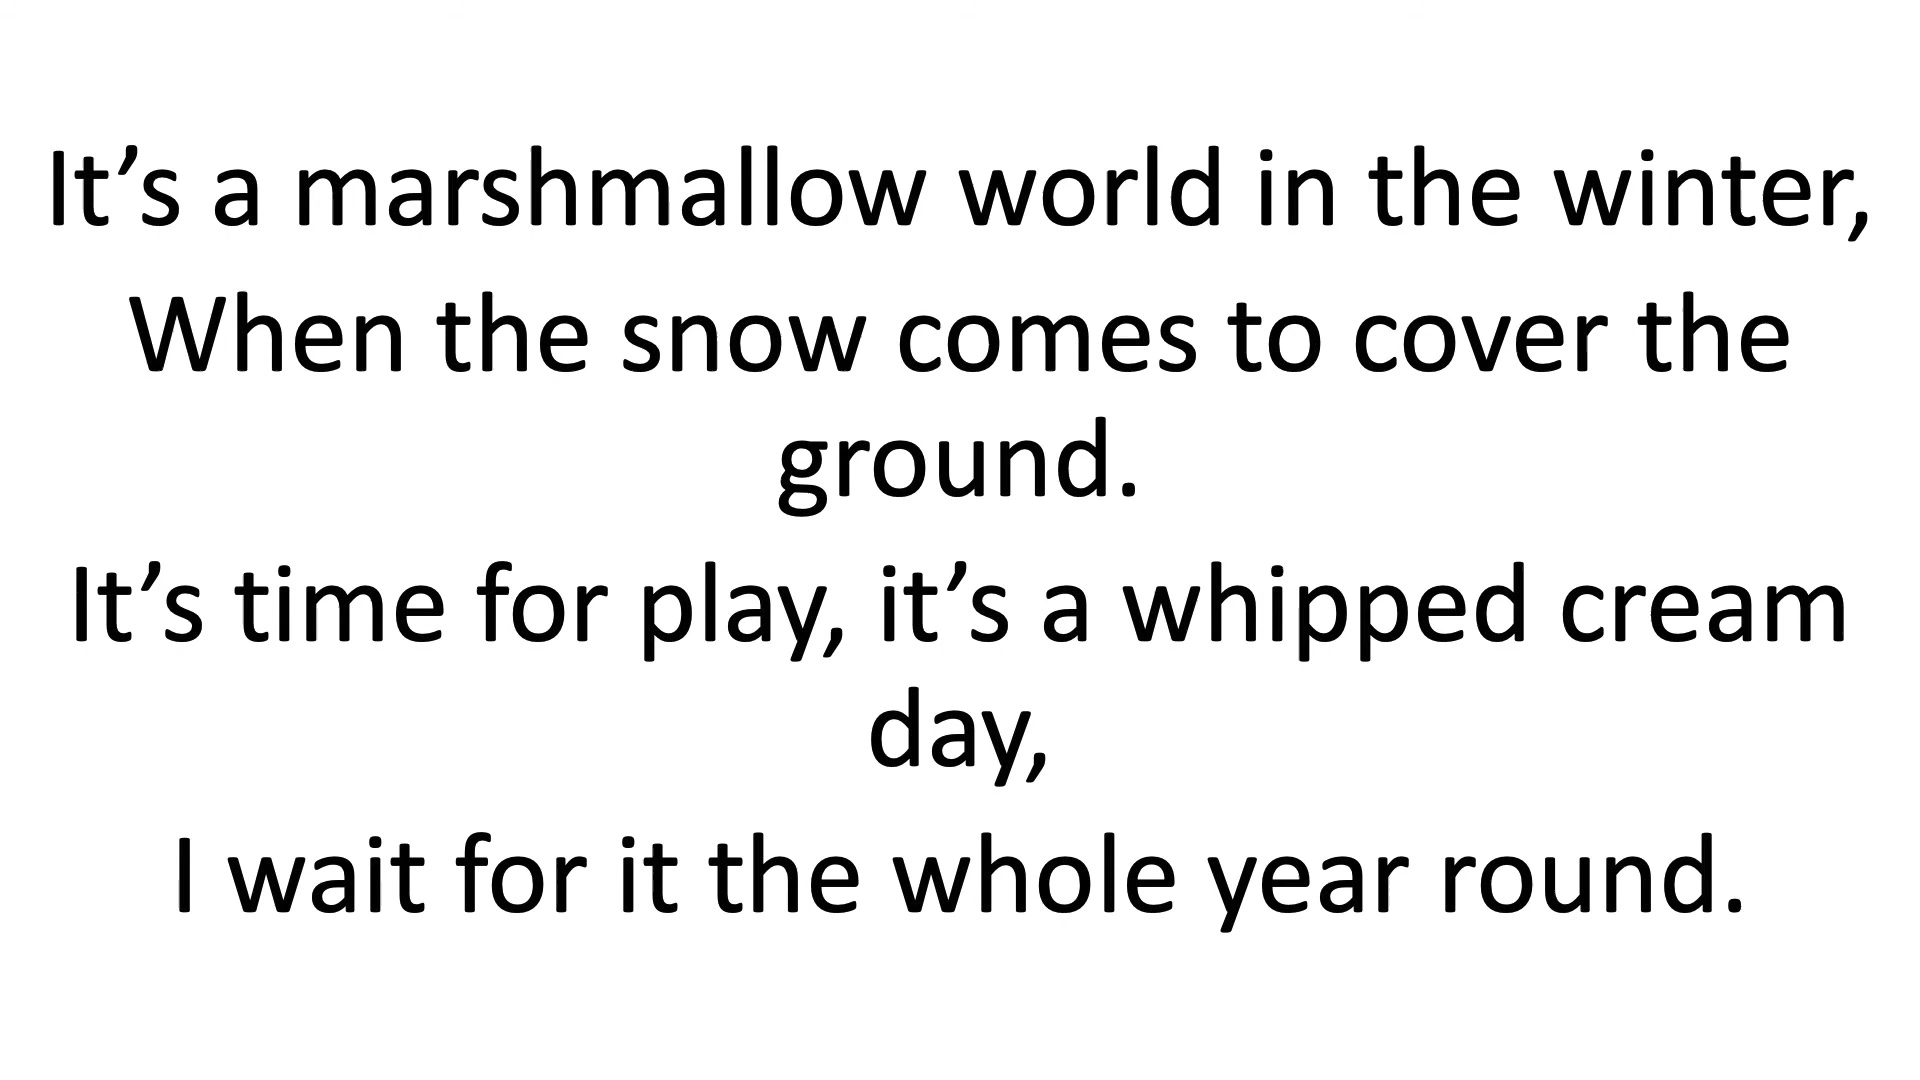 It’s a marshmallow world in the winter,
When the snow comes to cover the
ground.
It’s time for play, it’s a whipped cream
day,
I wait for it the whole year round.